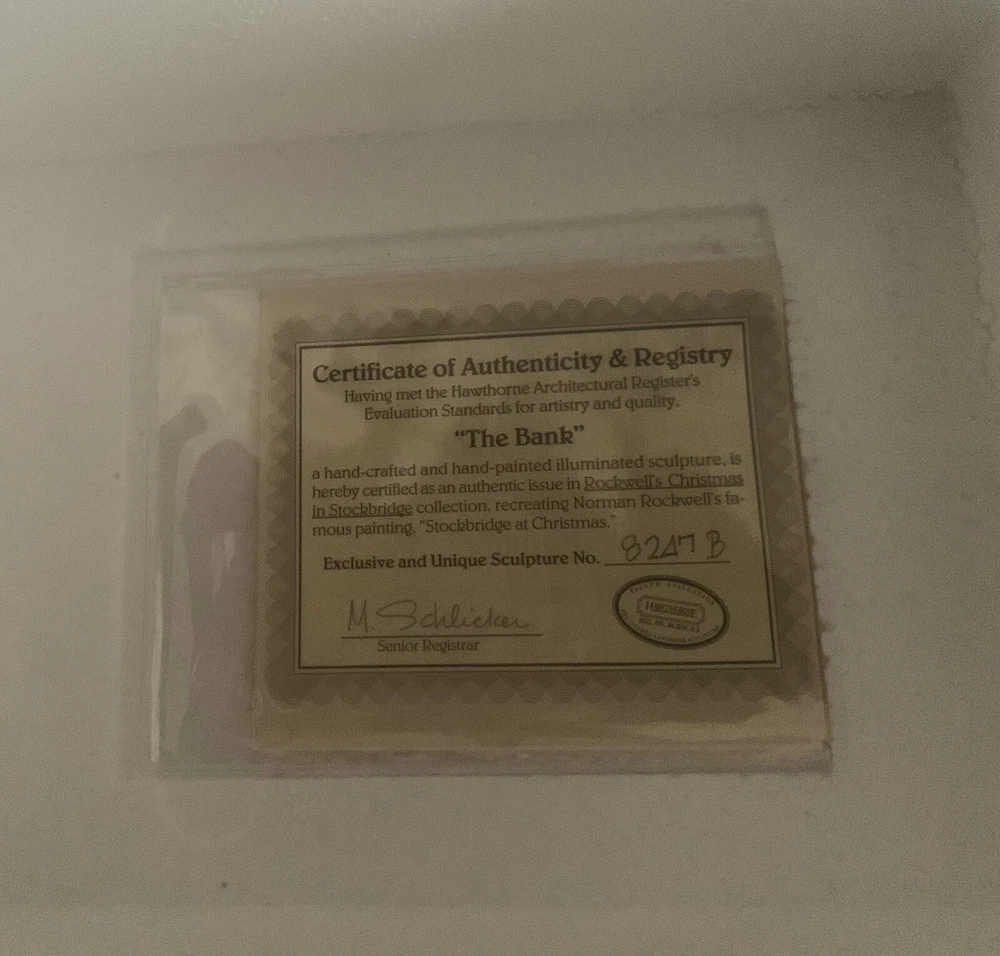 Certificate of Authenticity & Registry
Having met the Hawthorne Architectural Register's
Evaluation Standards for artistry and quality,
"The Bank"
a hand-crafted and hand-painted illuminated sculpture, is
hereby certified as an authentic issue in Rockwell's Christmas
in Stockbridge collection, recreating Norman Rockwell's fa-
mous painting, "Stockbridge at Christmas."
Exclusive and Unique Sculpture No. 8247 B
M. Schlicker
Senior Registrar
HAWTHORNE